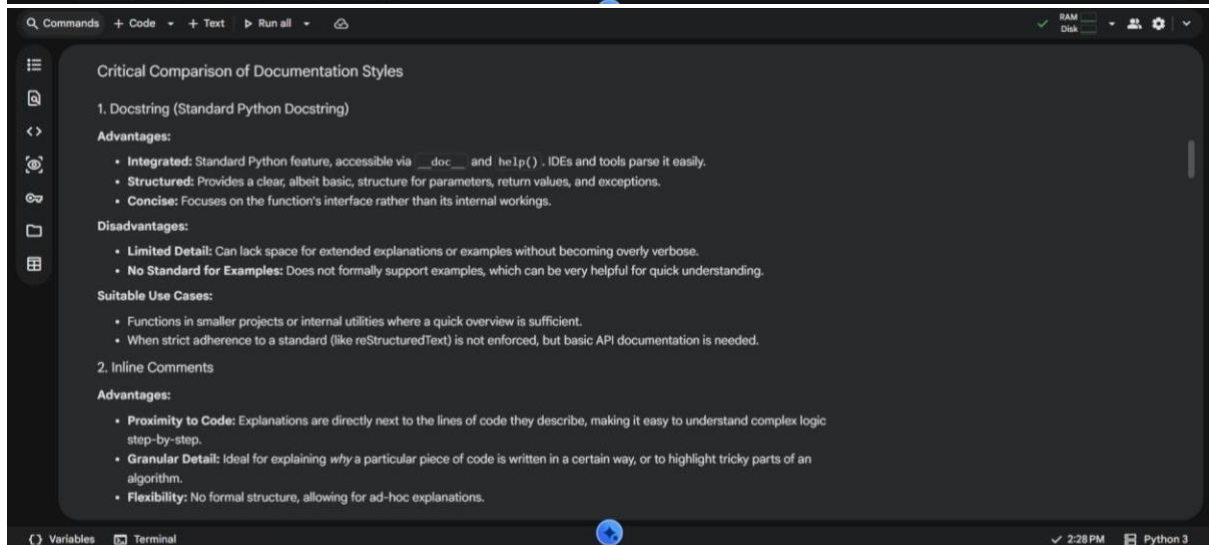 Commands + Code + Text Run all
RAM
Disk
Critical Comparison of Documentation Styles
1. Docstring (Standard Python Docstring)
Advantages:
• Integrated: Standard Python feature, accessible via __doc__ and help() . IDEs and tools parse it easily.
• Structured: Provides a clear, albeit basic, structure for parameters, return values, and exceptions.
• Concise: Focuses on the function's interface rather than its internal workings.
Disadvantages:
• Limited Detail: Can lack space for extended explanations or examples without becoming overly verbose.
• No Standard for Examples: Does not formally support examples, which can be very helpful for quick understanding.
Suitable Use Cases:
• Functions in smaller projects or internal utilities where a quick overview is sufficient.
• When strict adherence to a standard (like reStructuredText) is not enforced, but basic API documentation is needed.
2. Inline Comments
Advantages:
• Proximity to Code: Explanations are directly next to the lines of code they describe, making it easy to understand complex logic
step-by-step.
• Granular Detail: Ideal for explaining why a particular piece of code is written in a certain way, or to highlight tricky parts of an
algorithm.
• Flexibility: No formal structure, allowing for ad-hoc explanations.
{} Variables Terminal 2:28 PM Python 3